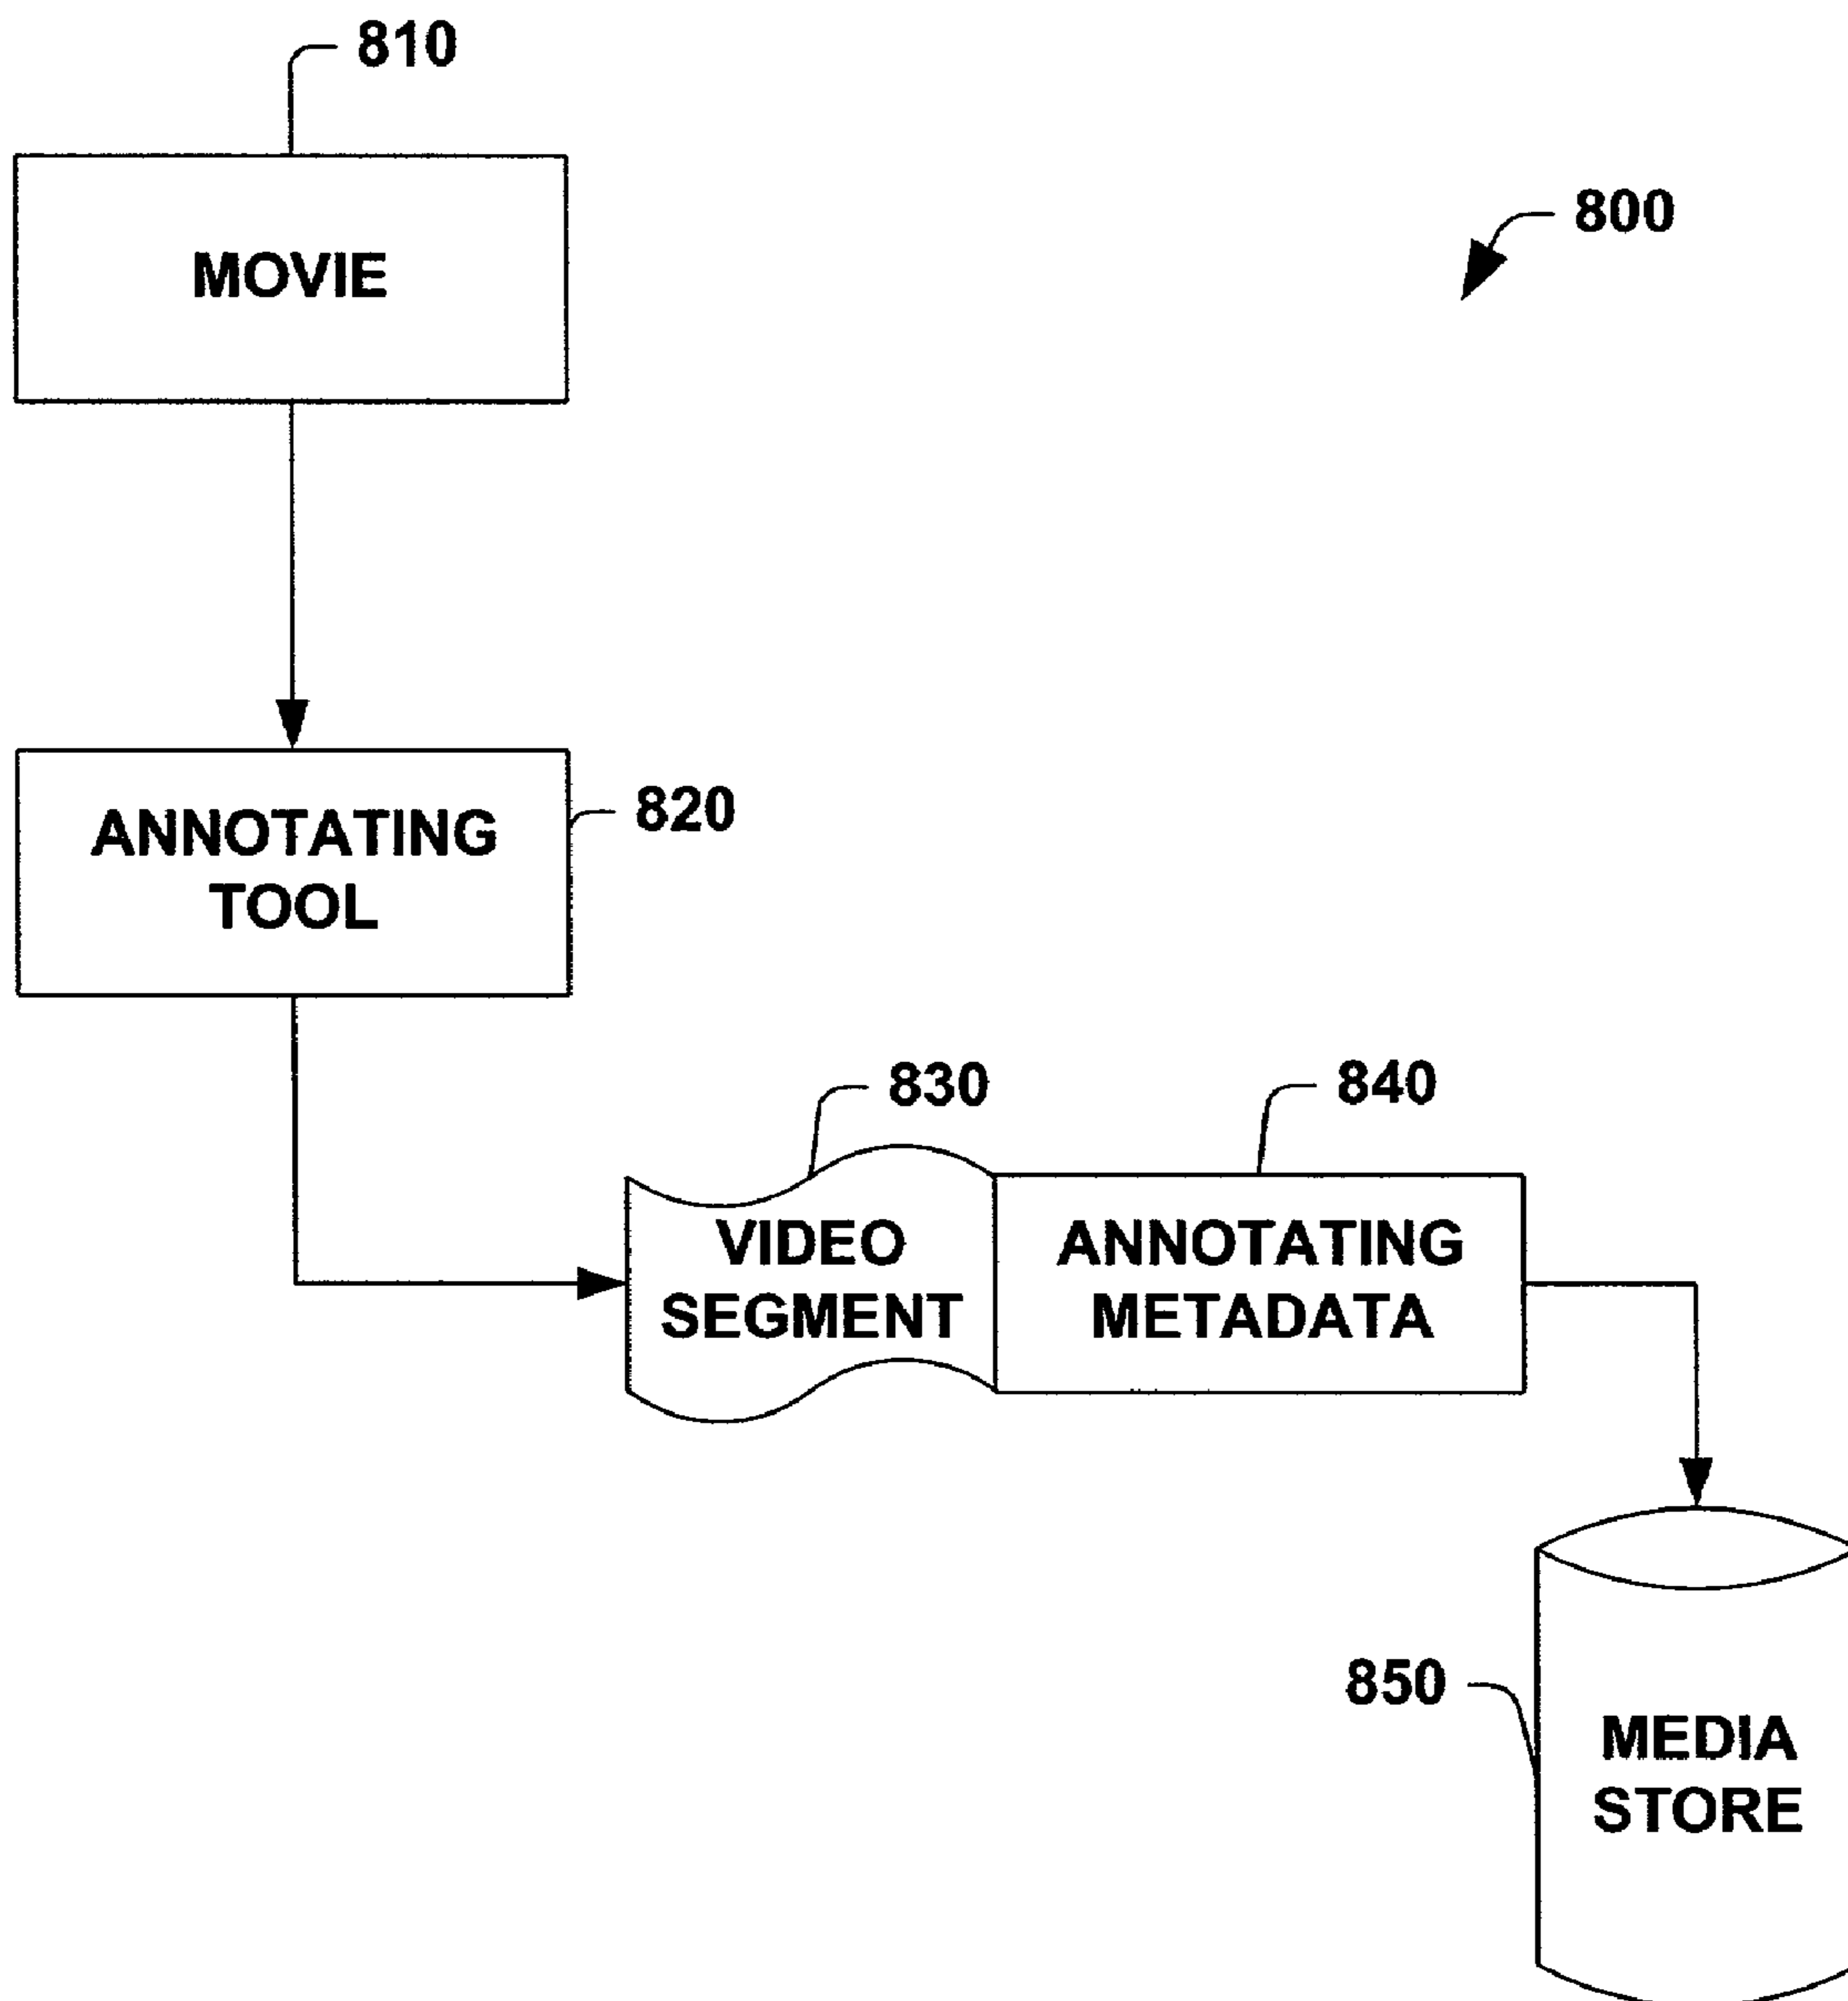 810
MOVIE
800
ANNOTATING
TOOL
820
830
840
VIDEO
SEGMENT
ANNOTATING
METADATA
850
MEDIA
STORE